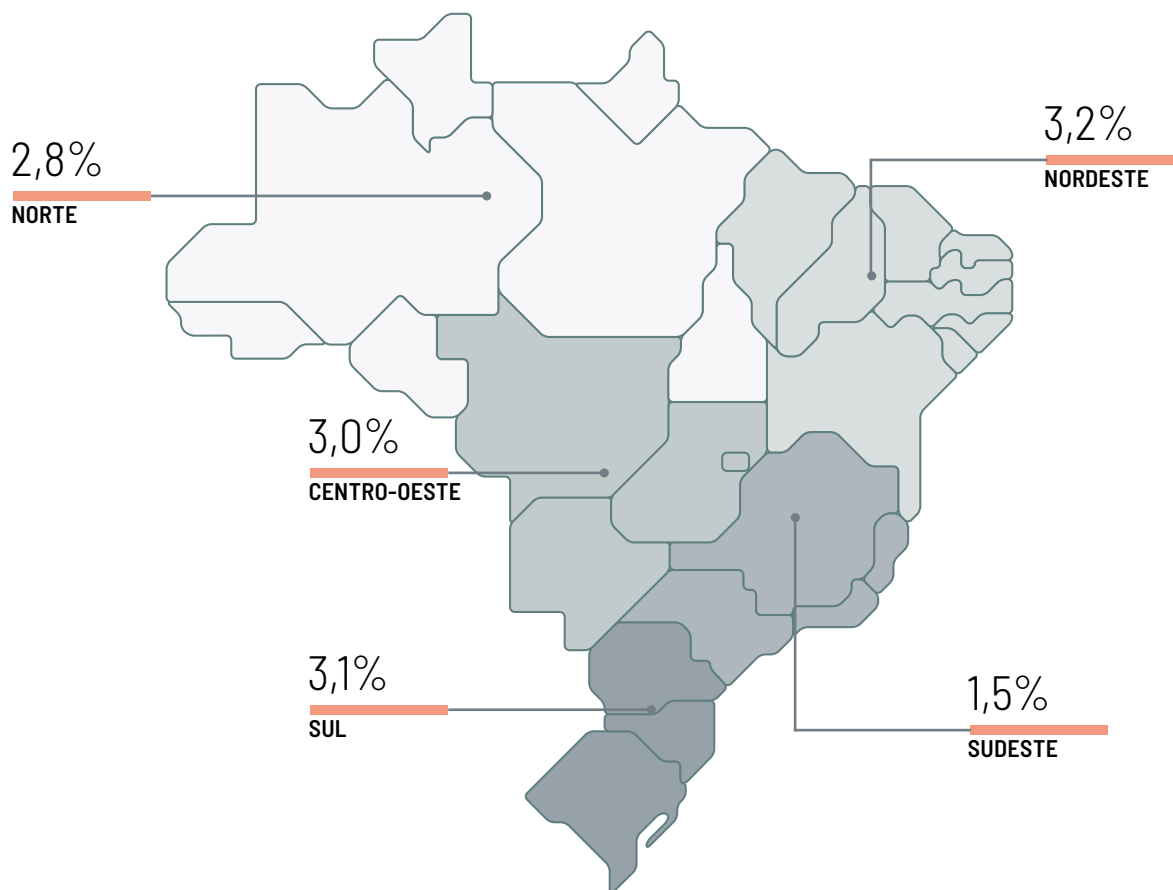 3,2%
NORDESTE
2,8%
NORTE
3,0%
CENTRO-OESTE
3,1%
SUL
1,5%
SUDESTE